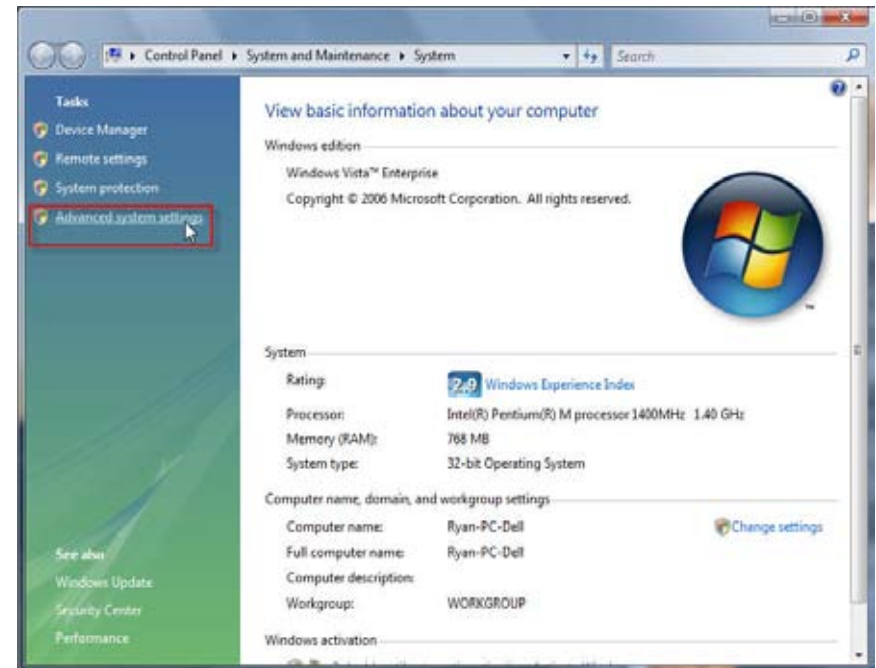 Control Panel ▸ System and Maintenance ▸ System
Search
Tasks
Device Manager
Remote settings
System protection
Advanced system settings
See also
Windows Update
Security Center
Performance
View basic information about your computer
Windows edition
Windows Vista™ Enterprise
Copyright © 2006 Microsoft Corporation. All rights reserved.
™
System
Rating: 2.9 Windows Experience Index
Processor: Intel(R) Pentium(R) M processor 1400MHz 1.40 GHz
Memory (RAM): 768 MB
System type: 32-bit Operating System
Computer name, domain, and workgroup settings
Computer name: Ryan-PC-Dell Change settings
Full computer name: Ryan-PC-Dell
Computer description:
Workgroup: WORKGROUP
Windows activation